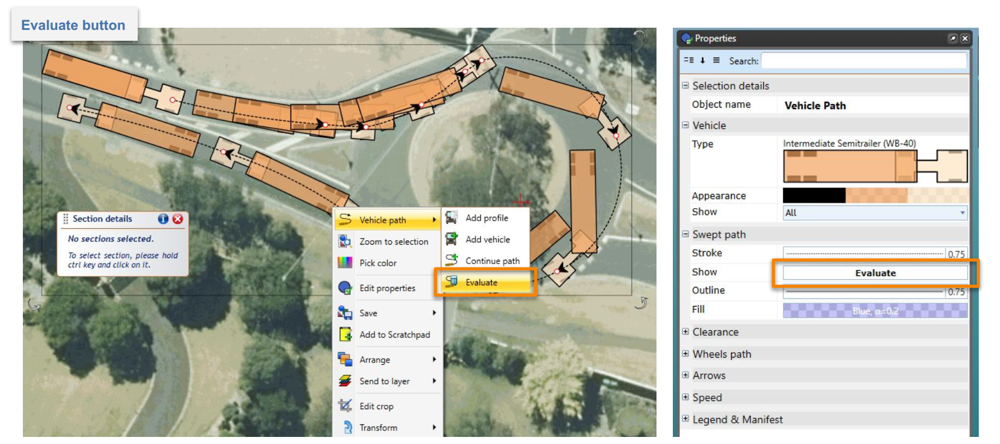 Evaluate button
Section details
No sections selected.
To select section, please hold
ctrl key and click on it.
Vehicle path
Zoom to selection
Pick color
Edit properties
Save
Add to Scratchpad
Arrange
Send to layer
Edit crop
Transform
Add profile
Add vehicle
Continue path
Evaluate
Properties
Search:
Selection details
Object name Vehicle Path
Vehicle
Type Intermediate Semitrailer (WB-40)
Appearance
Show All
Swept path
Stroke 0.75
Show Evaluate
Outline 0.75
Fill Blue, α=0.2
Clearance
Wheels path
Arrows
Speed
Legend & Manifest